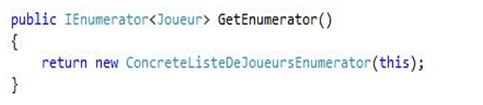 public IEnumerator<Joueur> GetEnumerator()
{
    return new ConcreteListeDeJoueursEnumerator(this);
}